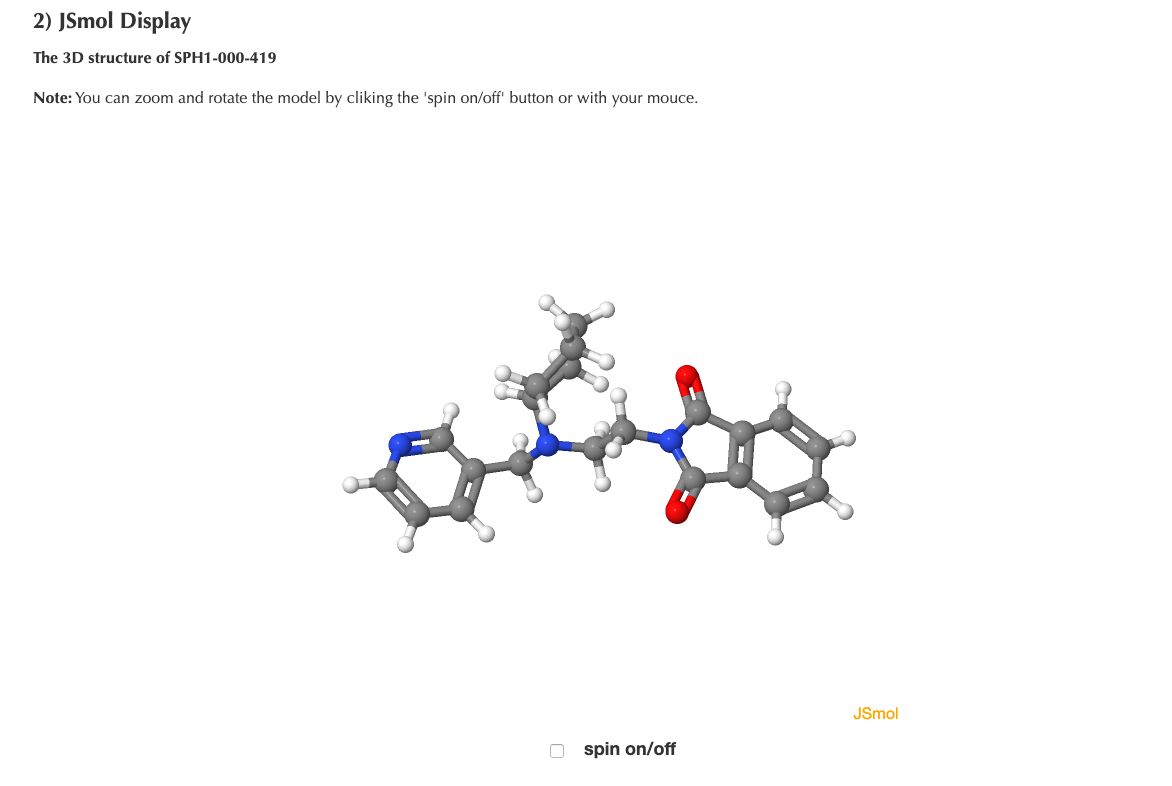 2) JSmol Display
The 3D structure of SPH1-000-419
Note: You can zoom and rotate the model by cliking the 'spin on/off' button or with your mouce.
JSmol
spin on/off